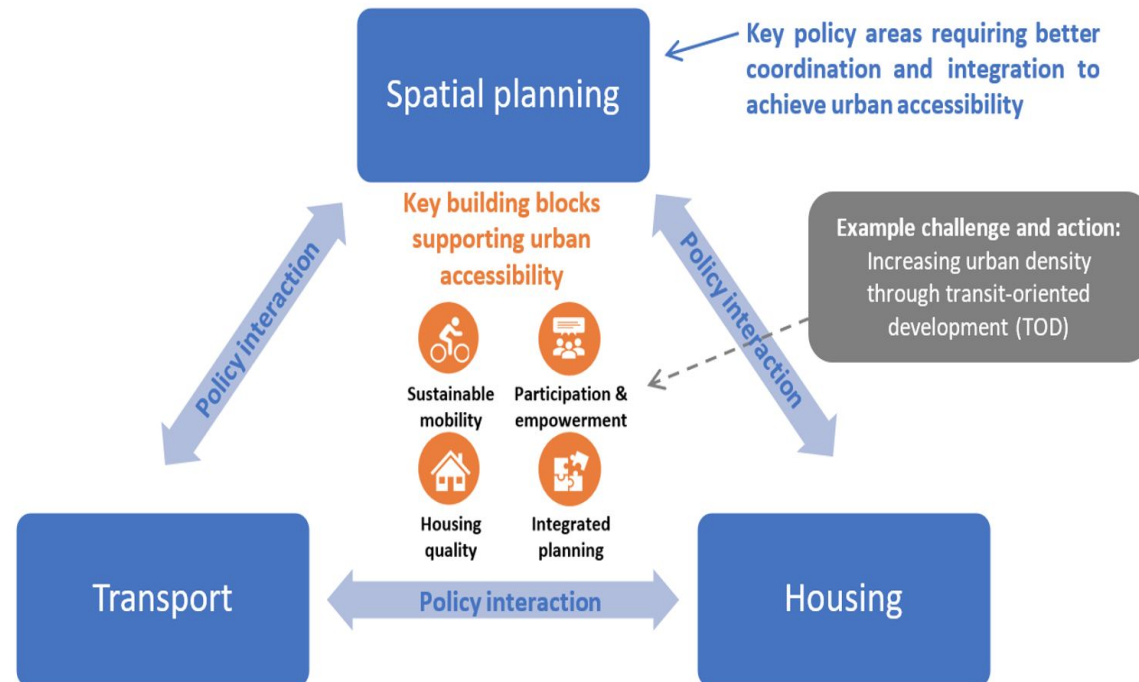 Spatial planning
Key policy areas requiring better
coordination and integration to
achieve urban accessibility
Key building blocks
supporting urban
accessibility
Example challenge and action:
Increasing urban density
through transit-oriented
development (TOD)
Policy interaction
Policy interaction
Sustainable
mobility
Participation &
empowerment
Housing
quality
Integrated
planning
Transport
Policy interaction
Housing